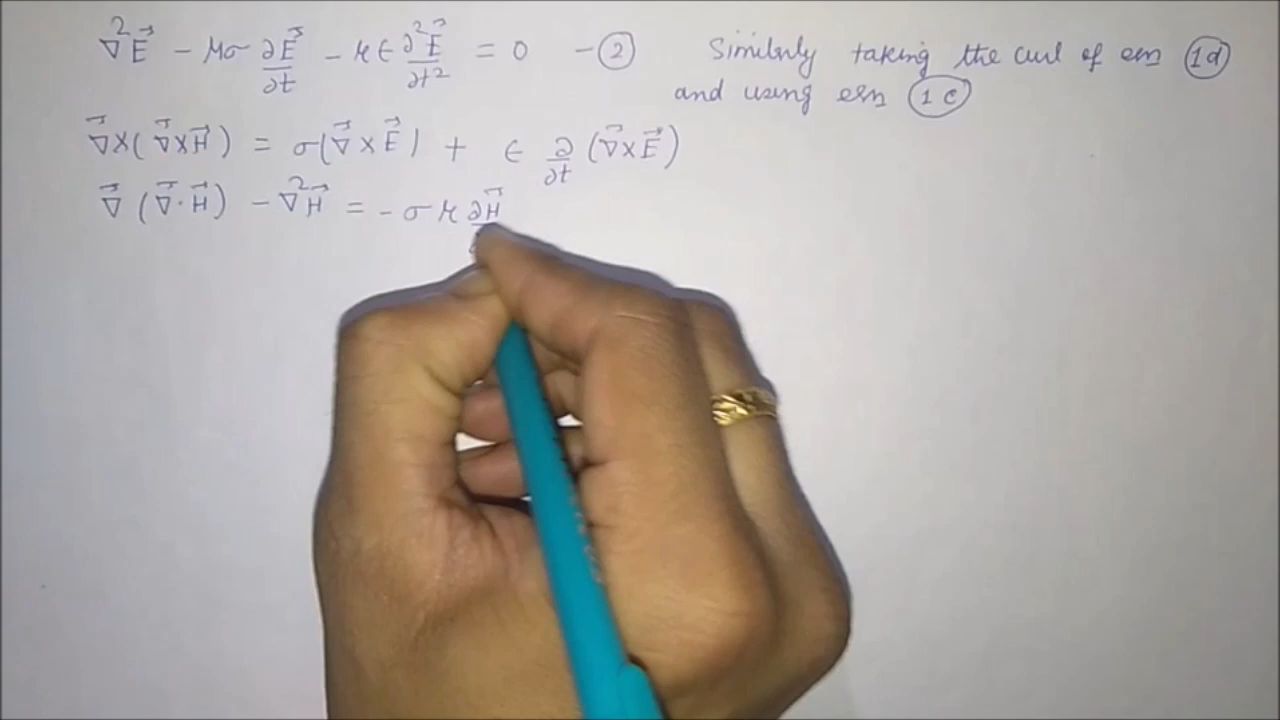 ∇²E⃗ - μσ ∂E⃗/∂t - μϵ ∂²E⃗/∂t² = 0 - ② Similarly taking the curl of eqn (1d)
and using eqn (1c)
∇⃗×(∇⃗×H⃗) = σ(∇⃗×E⃗) + ϵ ∂/∂t (∇⃗×E⃗)
∇⃗(∇⃗·H⃗) - ∇²H⃗ = -σμ ∂H⃗